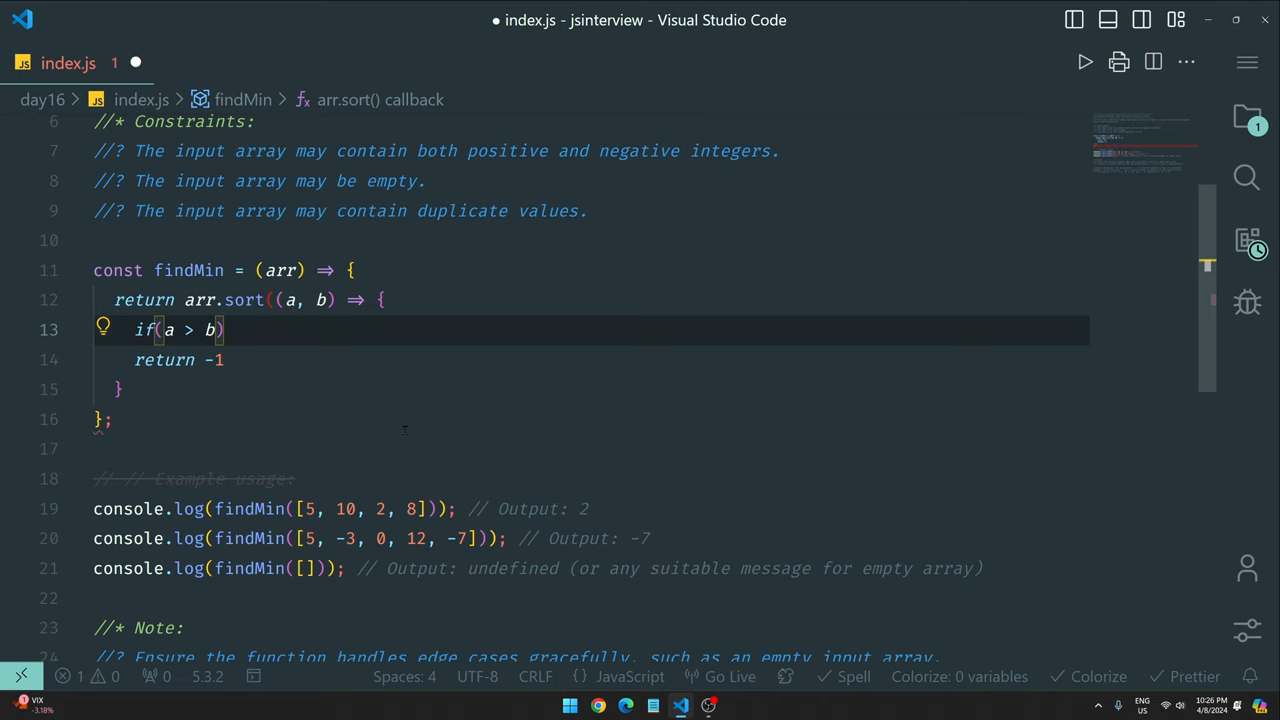 ● index.js - jsinterview - Visual Studio Code
JS index.js 1
day16 > JS index.js > findMin > arr.sort() callback
6 //* Constraints:
7 //? The input array may contain both positive and negative integers.
8 //? The input array may be empty.
9 //? The input array may contain duplicate values.
10
11 const findMin = (arr) => {
12 return arr.sort((a, b) => {
13 if(a > b)
14 return -1
15 }
16 };
17
18 // // Example usage:
19 console.log(findMin([5, 10, 2, 8])); // Output: 2
20 console.log(findMin([5, -3, 0, 12, -7])); // Output: -7
21 console.log(findMin([])); // Output: undefined (or any suitable message for empty array)
22
23 //* Note:
24 //? Ensure the function handles edge cases gracefully, such as an empty input array.
1
1 0 0 5.3.2 Spaces: 4 UTF-8 CRLF {} JavaScript Go Live Spell Colorize: 0 variables Colorize Prettier
1 VIX
-3.18%
ENG
US
10:26 PM
4/8/2024